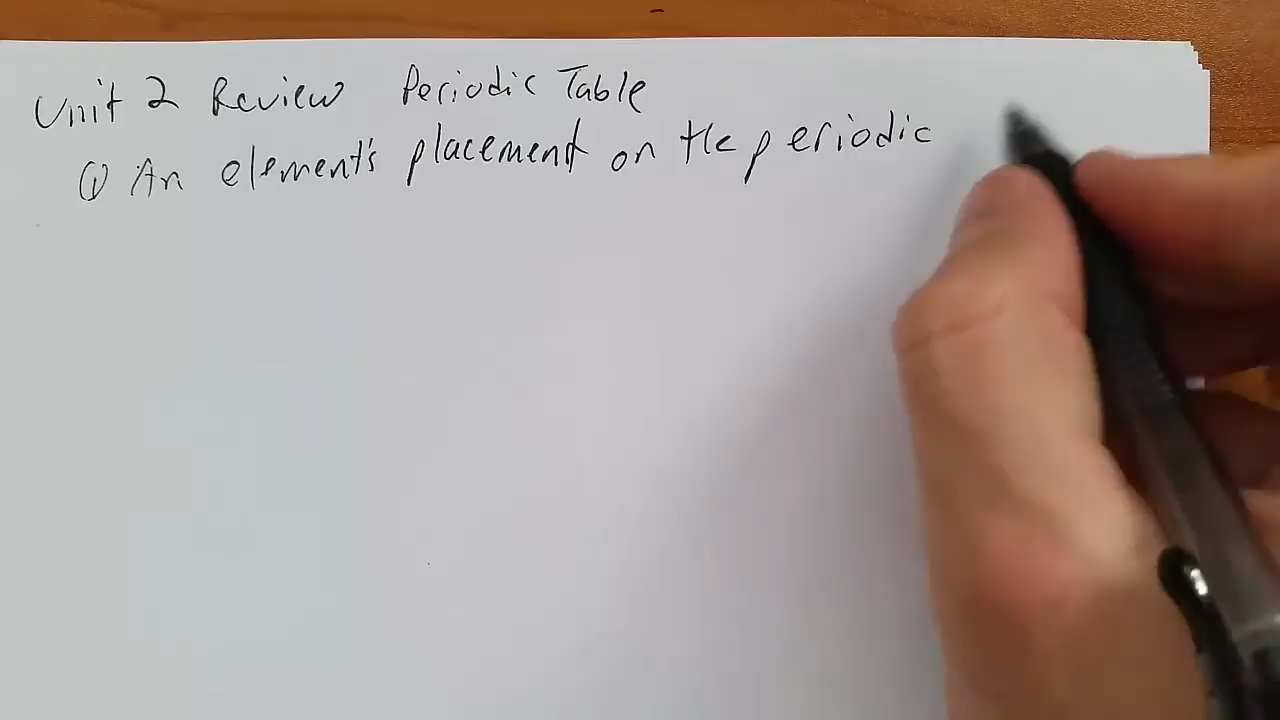 Unit 2 Review Periodic Table
① An element's placement on the periodic